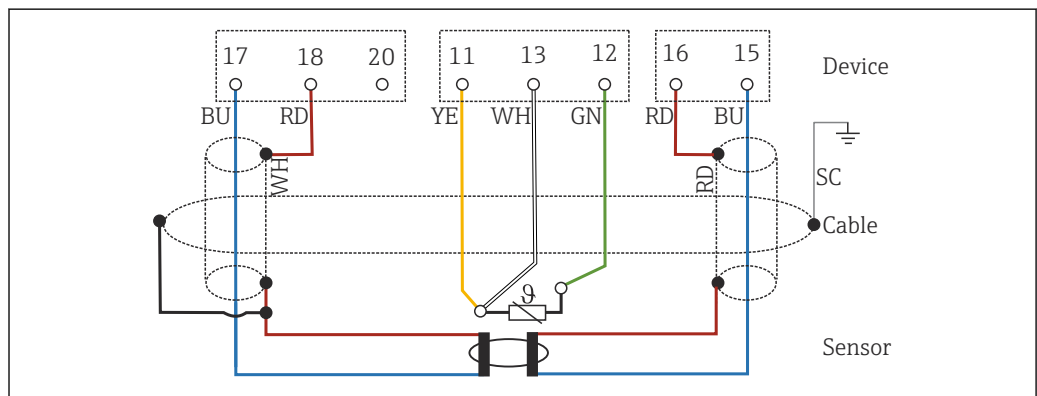 17 18 20 11 13 12 16 15
Device
BU RD YE WH GN RD BU
WH
RD
SC
Cable
ϑ
Sensor